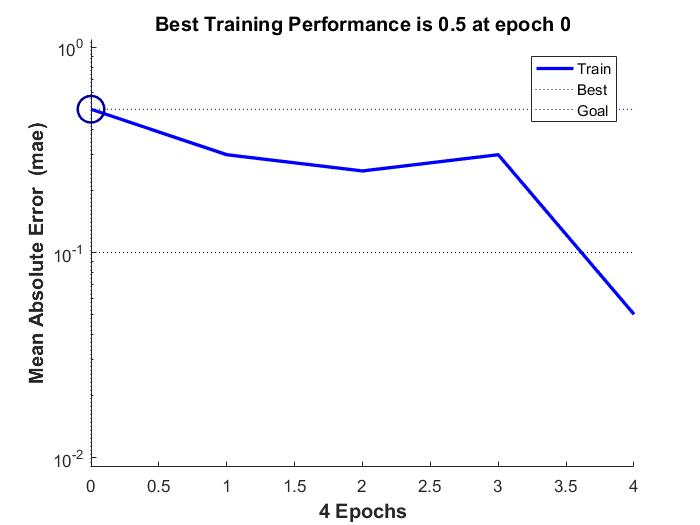 Best Training Performance is 0.5 at epoch 0
10^0
10^-1
10^-2
Mean Absolute Error (mae)
Train
Best
Goal
0 0.5 1 1.5 2 2.5 3 3.5 4
4 Epochs